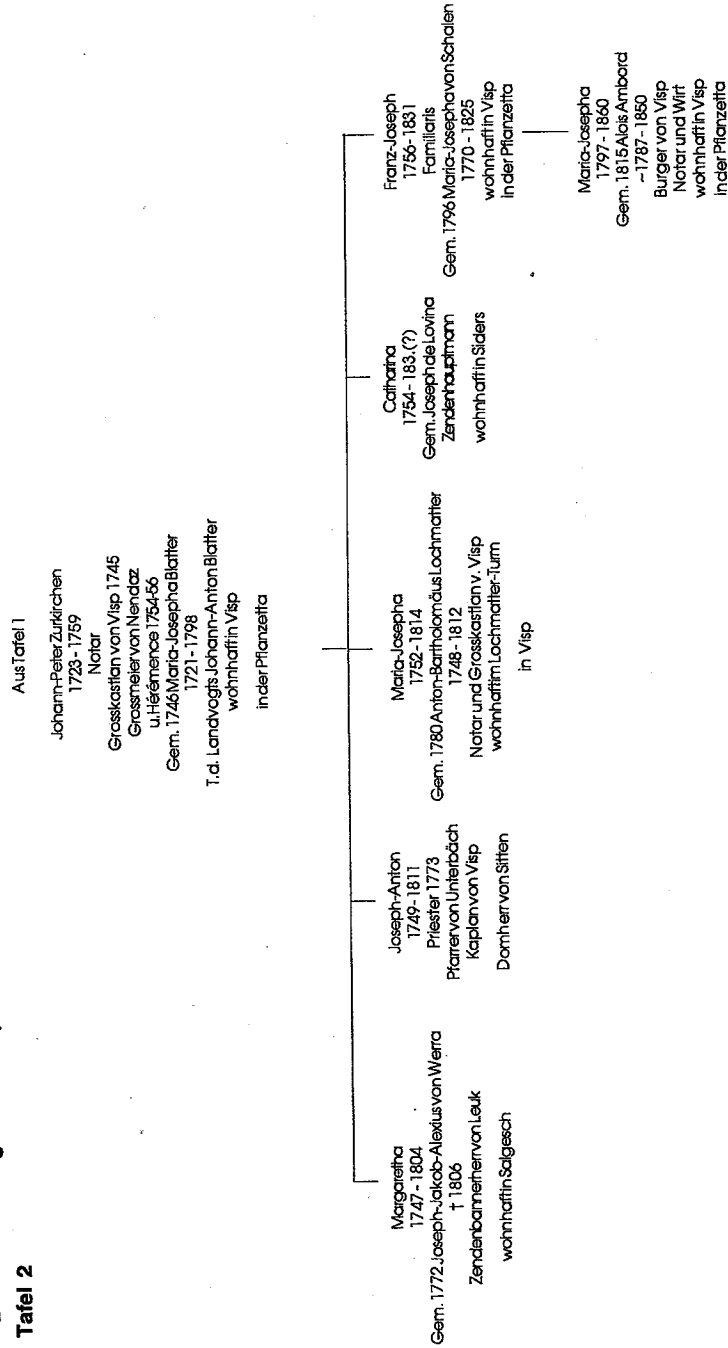 Tafel 2
Aus Tafel 1
Johann-Peter Zurkirchen
1723 - 1759
Notar
Grosskastlan von Visp 1745
Grossmeier von Nendaz
u. Hérémence 1754-56
Gem. 1746 Maria-Josepha Blatter
1721 - 1798
T. d. Landvogts Johann-Anton Blatter
wohnhaft in Visp
in der Pflanzetta
Margaretha
1747 - 1804
Gem. 1772 Joseph-Jakob-Alexius von Werra
† 1806
Zendenbannerherr von Leuk
wohnhaft in Salgesch
Joseph-Anton
1749 - 1811
Priester 1773
Pfarrer von Unterbäch
Kaplan von Visp
Domherr von Sitten
Maria-Josepha
1752 - 1814
Gem. 1780 Anton-Bartholomäus Lochmatter
1748 - 1812
Notar und Grosskastlan v. Visp
wohnhaft im Lochmatter-Turm
in Visp
Catharina
1754 - 183.(?)
Gem. Joseph de Lovina
Zendenhauptmann
wohnhaft in Siders
Franz-Joseph
1756 - 1831
Familiaris
Gem. 1796 Maria-Josepha von Schalen
1770 - 1825
wohnhaft in Visp
in der Pflanzetta
Maria-Josepha
1797 - 1860
Gem. 1815 Alois Ambord
~1787 - 1850
Burger von Visp
Notar und Wirt
wohnhaft in Visp
in der Pflanzetta